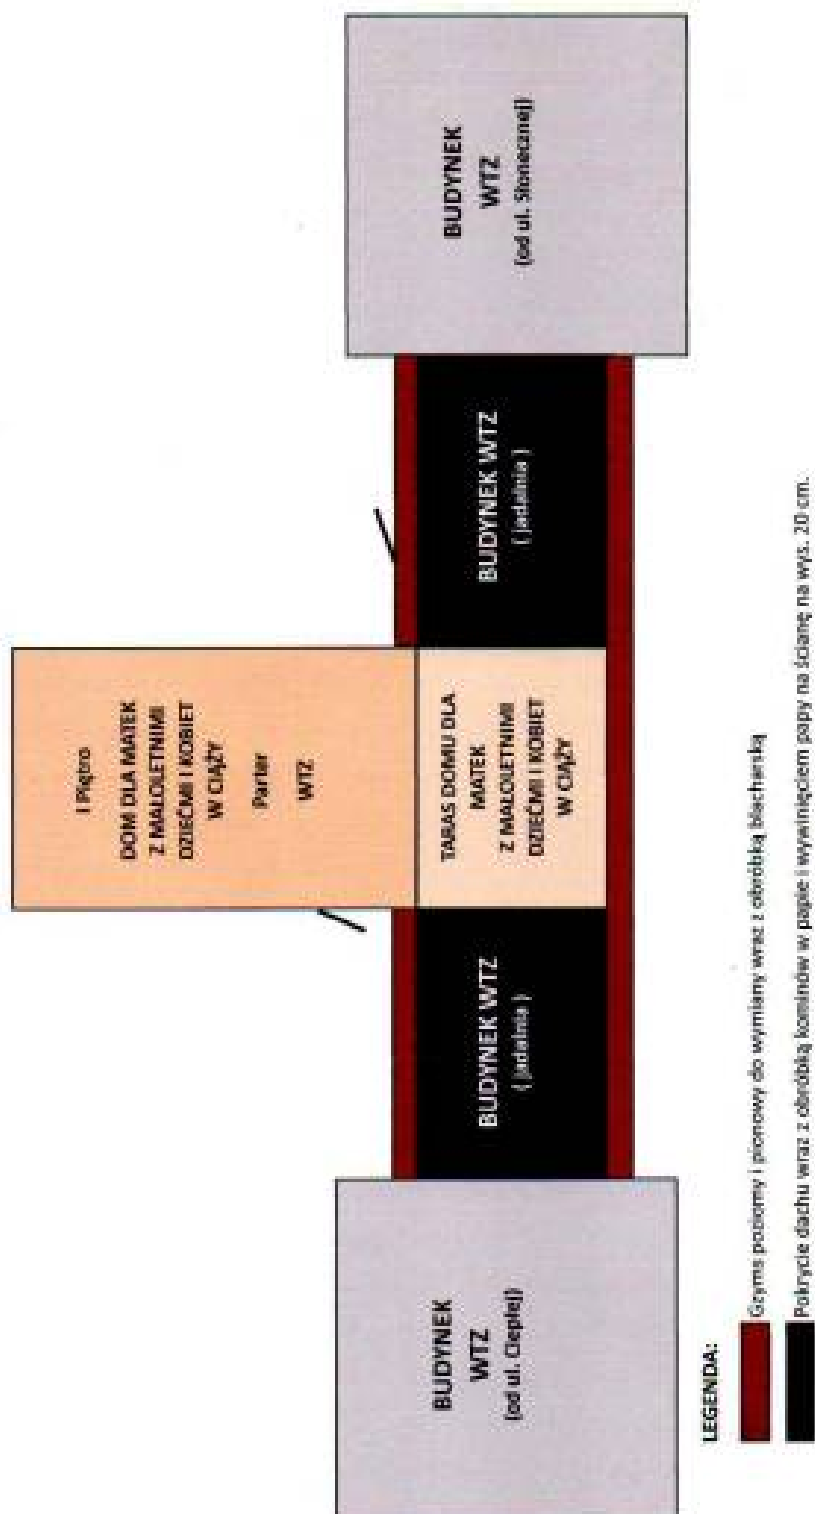 I Piętro
DOM DLA MATEK
Z MAŁOLETNIMI
DZIEĆMI I KOBIET
W CIĄŻY
Parter
WTZ
BUDYNEK
WTZ
(od ul. Ciepłej)
BUDYNEK WTZ
( jadalnia )
TARAS DOMU DLA
MATEK
Z MAŁOLETNIMI
DZIEĆMI I KOBIET
W CIĄŻY
BUDYNEK WTZ
( jadalnia )
BUDYNEK
WTZ
(od ul. Słonecznej)
LEGENDA:
Gzyms poziomy i pionowy do wymiany wraz z obróbką blacharską
Pokrycie dachu wraz z obróbką kominów w papie i wywinięciem papy na ścianę na wys. 20 cm.